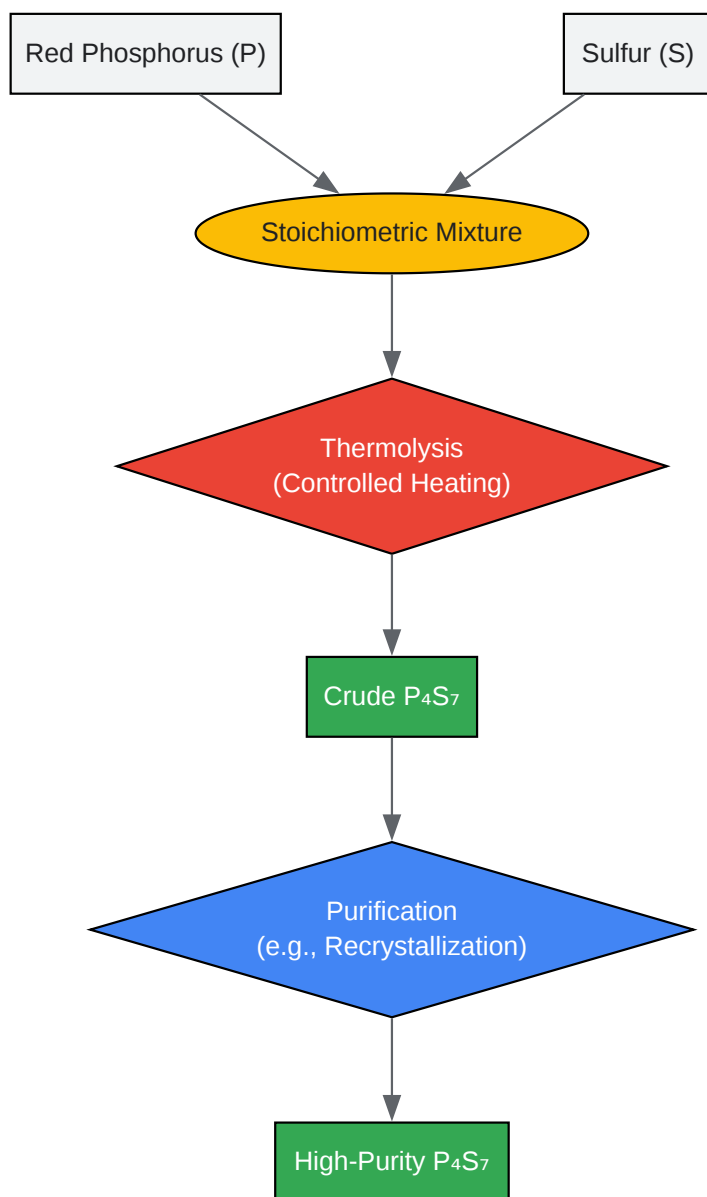 Red Phosphorus (P)
Sulfur (S)
Stoichiometric Mixture
Thermolysis
(Controlled Heating)
Crude P₄S₇
Purification
(e.g., Recrystallization)
High-Purity P₄S₇